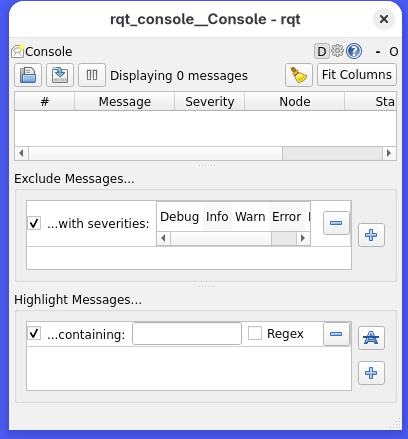 rqt_console__Console - rqt
Console D - O
Displaying 0 messages Fit Columns
# Message Severity Node Sta
Exclude Messages...
...with severities: Debug Info Warn Error
Highlight Messages...
...containing: Regex A